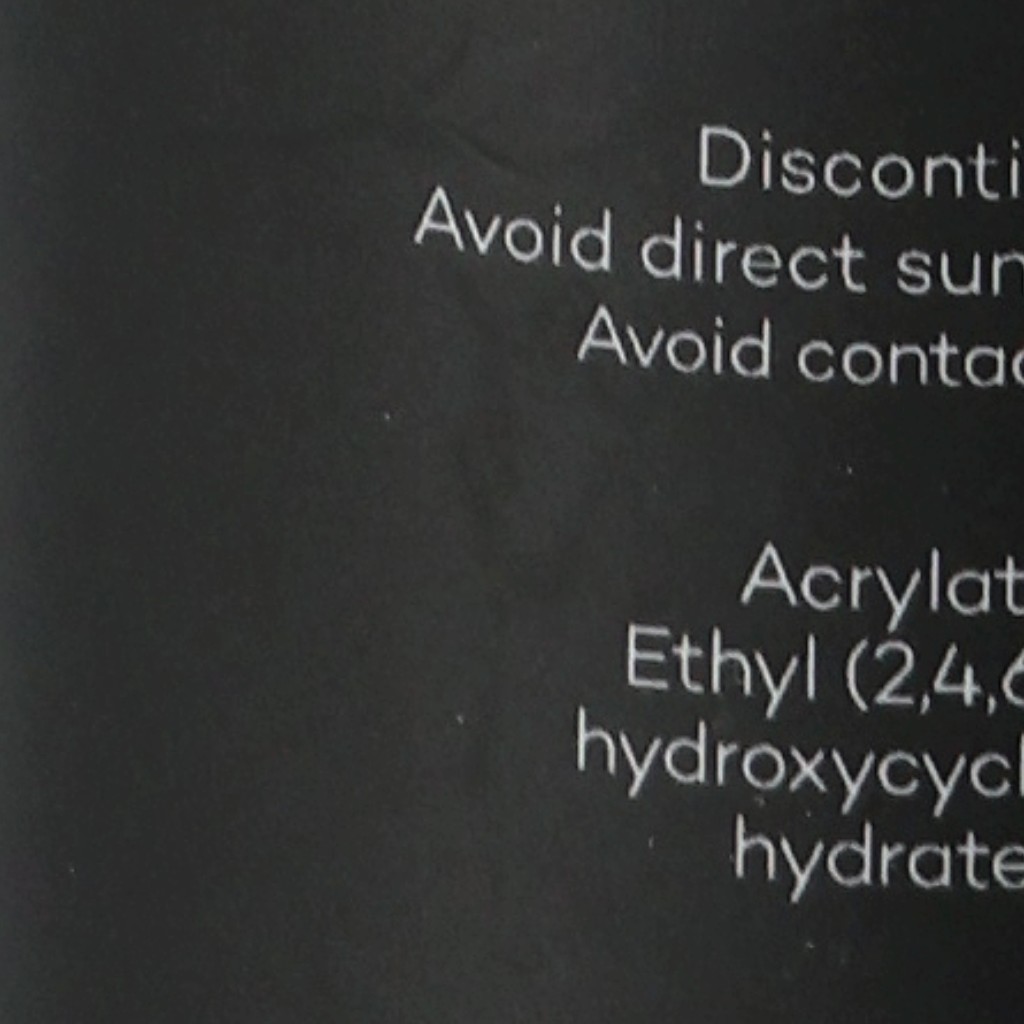 Disconti
Avoid direct sun
Avoid contac
Acrylat
Ethyl (2,4,6
hydroxycycl
hydrate